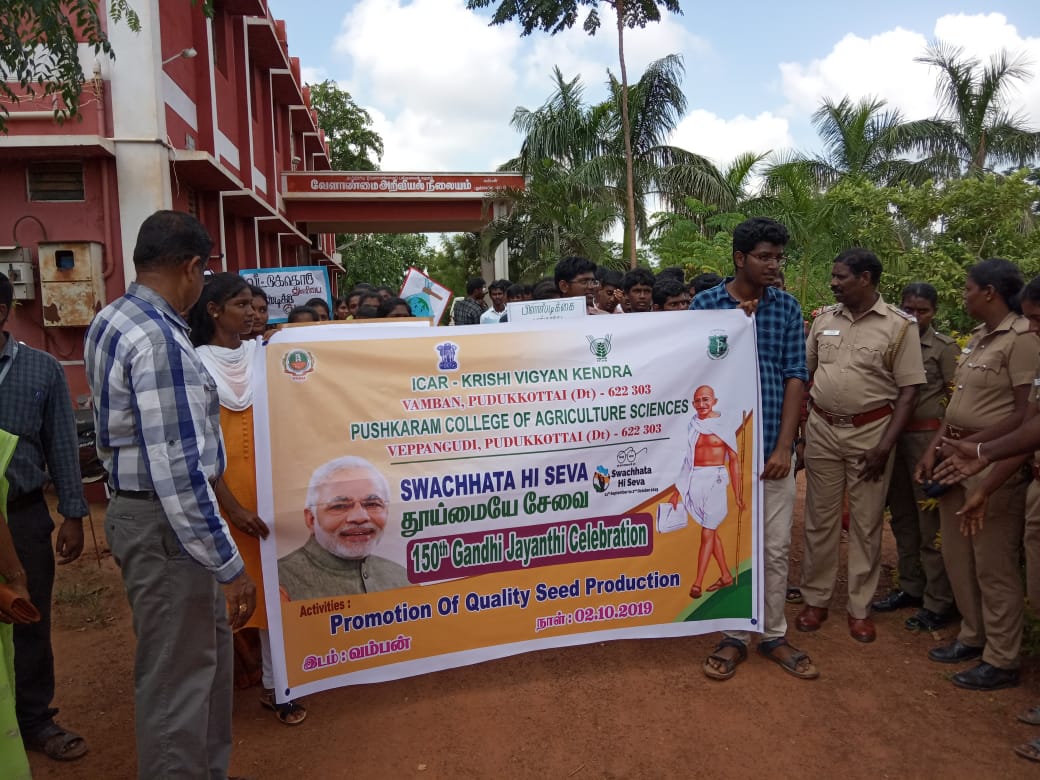 வேளாண்மை அறிவியல் நிலையம்
பிளாஸ்டிக்கை
ICAR - KRISHI VIGYAN KENDRA
VAMBAN, PUDUKKOTTAI (Dt) - 622 303
PUSHKARAM COLLEGE OF AGRICULTURE SCIENCES
VEPPANGUDI, PUDUKKOTTAI (Dt) - 622 303
SWACHHATA HI SEVA
Swachhata
Hi Seva
தூய்மையே சேவை
150th Gandhi Jayanthi Celebration
Activities :
Promotion Of Quality Seed Production
இடம் : வம்பன்
நாள் : 02.10.2019